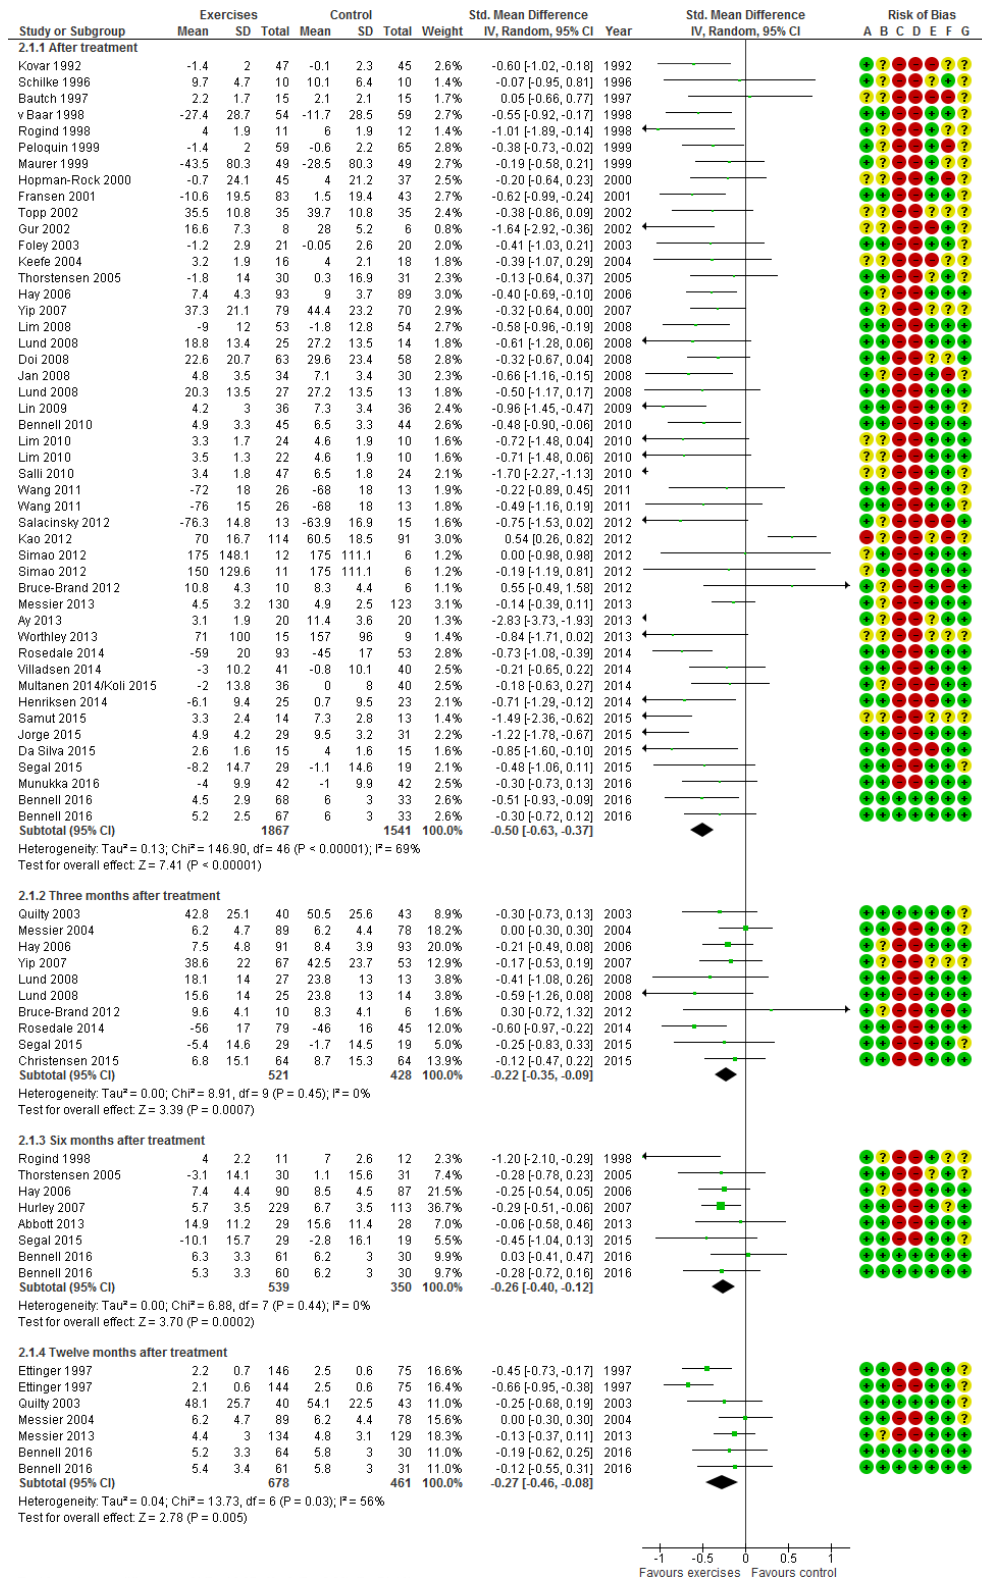 Exercises Control Std. Mean Difference Std. Mean Difference Risk of Bias
Study or Subgroup Mean SD Total Mean SD Total Weight IV, Random, 95% CI Year IV, Random, 95% CI A B C D E F G
2.1.1 After treatment
Kovar 1992 -1.4 2 47 -0.1 2.3 45 2.6% -0.60 [-1.02, -0.18] 1992
Schilke 1996 9.7 4.7 10 10.1 6.4 10 1.4% -0.07 [-0.95, 0.81] 1996
Bautch 1997 2.2 1.7 15 2.1 2.1 15 1.7% 0.05 [-0.66, 0.77] 1997
v Baar 1998 -27.4 28.7 54 -11.7 28.5 59 2.7% -0.55 [-0.92, -0.17] 1998
Rogind 1998 4 1.9 11 6 1.9 12 1.4% -1.01 [-1.89, -0.14] 1998
Peloquin 1999 -1.4 2 59 -0.6 2.2 65 2.8% -0.38 [-0.73, -0.02] 1999
Maurer 1999 -43.5 80.3 49 -28.5 80.3 49 2.6% -0.19 [-0.58, 0.21] 1999
Hopman-Rock 2000 -0.7 24.1 45 4 21.2 37 2.5% -0.20 [-0.64, 0.23] 2000
Fransen 2001 -10.6 19.5 83 1.5 19.4 43 2.7% -0.62 [-0.99, -0.24] 2001
Topp 2002 35.5 10.8 35 39.7 10.8 35 2.4% -0.38 [-0.86, 0.09] 2002
Gur 2002 16.6 7.3 8 28 5.2 6 0.8% -1.64 [-2.92, -0.36] 2002
Foley 2003 -1.2 2.9 21 -0.05 2.6 20 2.0% -0.41 [-1.03, 0.21] 2003
Keefe 2004 3.2 1.9 16 4 2.1 18 1.8% -0.39 [-1.07, 0.29] 2004
Thorstensen 2005 -1.8 14 30 0.3 16.9 31 2.3% -0.13 [-0.64, 0.37] 2005
Hay 2006 7.4 4.3 93 9 3.7 89 3.0% -0.40 [-0.69, -0.10] 2006
Yip 2007 37.3 21.1 79 44.4 23.2 70 2.9% -0.32 [-0.64, 0.00] 2007
Lim 2008 -9 12 53 -1.8 12.8 54 2.7% -0.58 [-0.96, -0.19] 2008
Lund 2008 18.8 13.4 25 27.2 13.5 14 1.8% -0.61 [-1.28, 0.06] 2008
Doi 2008 22.6 20.7 63 29.6 23.4 58 2.8% -0.32 [-0.67, 0.04] 2008
Jan 2008 4.8 3.5 34 7.1 3.4 30 2.3% -0.66 [-1.16, -0.15] 2008
Lund 2008 20.3 13.5 27 27.2 13.5 13 1.8% -0.50 [-1.17, 0.17] 2008
Lin 2009 4.2 3 36 7.3 3.4 36 2.3% -0.96 [-1.45, -0.47] 2009
Bennell 2010 4.9 3.3 45 6.5 3.3 44 2.6% -0.48 [-0.90, -0.06] 2010
Lim 2010 3.3 1.7 24 4.6 1.9 10 1.6% -0.72 [-1.48, 0.04] 2010
Lim 2010 3.5 1.3 22 4.6 1.9 10 1.6% -0.71 [-1.48, 0.06] 2010
Salli 2010 3.4 1.8 47 6.5 1.8 24 2.1% -1.70 [-2.27, -1.13] 2010
Wang 2011 -72 18 26 -68 18 13 1.8% -0.22 [-0.89, 0.45] 2011
Wang 2011 -76 15 26 -68 18 13 1.8% -0.49 [-1.16, 0.19] 2011
Salacinsky 2012 -76.3 14.8 13 -63.9 16.9 15 1.6% -0.75 [-1.53, 0.02] 2012
Kao 2012 70 16.7 114 60.5 18.5 91 3.0% 0.54 [0.26, 0.82] 2012
Simao 2012 175 148.1 12 175 111.1 6 1.2% 0.00 [-0.98, 0.98] 2012
Simao 2012 150 129.6 11 175 111.1 6 1.2% -0.19 [-1.19, 0.81] 2012
Bruce-Brand 2012 10.8 4.3 10 8.3 4.4 6 1.1% 0.55 [-0.49, 1.58] 2012
Messier 2013 4.5 3.2 130 4.9 2.5 123 3.1% -0.14 [-0.39, 0.11] 2013
Ay 2013 3.1 1.9 20 11.4 3.6 20 1.3% -2.83 [-3.73, -1.93] 2013
Worthley 2013 71 100 15 157 96 9 1.4% -0.84 [-1.71, 0.02] 2013
Rosedale 2014 -59 20 93 -45 17 53 2.8% -0.73 [-1.08, -0.39] 2014
Villadsen 2014 -3 10.2 41 -0.8 10.1 40 2.5% -0.21 [-0.65, 0.22] 2014
Multanen 2014/Koli 2015 -2 13.8 36 0 8 40 2.5% -0.18 [-0.63, 0.27] 2014
Henriksen 2014 -6.1 9.4 25 0.7 9.5 23 2.1% -0.71 [-1.29, -0.12] 2014
Samut 2015 3.3 2.4 14 7.3 2.8 13 1.4% -1.49 [-2.36, -0.62] 2015
Jorge 2015 4.9 4.2 29 9.5 3.2 31 2.2% -1.22 [-1.78, -0.67] 2015
Da Silva 2015 2.6 1.6 15 4 1.6 15 1.6% -0.85 [-1.60, -0.10] 2015
Segal 2015 -8.2 14.7 29 -1.1 14.6 19 2.1% -0.48 [-1.06, 0.11] 2015
Munukka 2016 -4 9.9 42 -1 9.9 42 2.5% -0.30 [-0.73, 0.13] 2016
Bennell 2016 4.5 2.9 68 6 3 33 2.6% -0.51 [-0.93, -0.09] 2016
Bennell 2016 5.2 2.5 67 6 3 33 2.6% -0.30 [-0.72, 0.12] 2016
Subtotal (95% CI) 1867 1541 100.0% -0.50 [-0.63, -0.37]
Heterogeneity: Tau² = 0.13; Chi² = 146.90, df = 46 (P < 0.00001); I² = 69%
Test for overall effect: Z = 7.41 (P < 0.00001)
2.1.2 Three months after treatment
Quilty 2003 42.8 25.1 40 50.5 25.6 43 8.9% -0.30 [-0.73, 0.13] 2003
Messier 2004 6.2 4.7 89 6.2 4.4 78 18.2% 0.00 [-0.30, 0.30] 2004
Hay 2006 7.5 4.8 91 8.4 3.9 93 20.0% -0.21 [-0.49, 0.08] 2006
Yip 2007 38.6 22 67 42.5 23.7 53 12.9% -0.17 [-0.53, 0.19] 2007
Lund 2008 18.1 14 27 23.8 13 13 3.8% -0.41 [-1.08, 0.26] 2008
Lund 2008 15.6 14 25 23.8 13 14 3.8% -0.59 [-1.26, 0.08] 2008
Bruce-Brand 2012 9.6 4.1 10 8.3 4.1 6 1.6% 0.30 [-0.72, 1.32] 2012
Rosedale 2014 -56 17 79 -46 16 45 12.0% -0.60 [-0.97, -0.22] 2014
Segal 2015 -5.4 14.6 29 -1.7 14.5 19 4.9% -0.25 [-0.83, 0.33] 2015
Christensen 2015 6.8 15.1 64 8.7 15.3 64 13.9% -0.12 [-0.47, 0.22] 2015
Subtotal (95% CI) 521 428 100.0% -0.22 [-0.35, -0.09]
Heterogeneity: Tau² = 0.00; Chi² = 8.91, df = 9 (P = 0.45); I² = 0%
Test for overall effect: Z = 3.39 (P = 0.0007)
2.1.3 Six months after treatment
Rogind 1998 4 2.2 11 7 2.6 12 2.3% -1.20 [-2.10, -0.29] 1998
Thorstensen 2005 -3.1 14.1 30 1.1 15.6 31 7.4% -0.28 [-0.78, 0.23] 2005
Hay 2006 7.4 4.4 90 8.5 4.5 87 21.5% -0.25 [-0.54, 0.05] 2006
Hurley 2007 5.7 3.5 229 6.7 3.5 113 36.7% -0.29 [-0.51, -0.06] 2007
Abbott 2013 14.9 11.2 29 15.6 11.4 28 7.0% -0.06 [-0.58, 0.46] 2013
Segal 2015 -10.1 15.7 29 -2.8 16.1 19 5.5% -0.45 [-1.04, 0.13] 2015
Bennell 2016 6.3 3.3 61 6.2 3 30 9.9% 0.03 [-0.41, 0.47] 2016
Bennell 2016 5.3 3.3 60 6.2 3 30 9.7% -0.28 [-0.72, 0.16] 2016
Subtotal (95% CI) 539 350 100.0% -0.26 [-0.40, -0.12]
Heterogeneity: Tau² = 0.00; Chi² = 6.88, df = 7 (P = 0.44); I² = 0%
Test for overall effect: Z = 3.70 (P = 0.0002)
2.1.4 Twelve months after treatment
Ettinger 1997 2.2 0.7 146 2.5 0.6 75 16.6% -0.45 [-0.73, -0.17] 1997
Ettinger 1997 2.1 0.6 144 2.5 0.6 75 16.4% -0.66 [-0.95, -0.38] 1997
Quilty 2003 48.1 25.7 40 54.1 22.5 43 11.0% -0.25 [-0.68, 0.19] 2003
Messier 2004 6.2 4.7 89 6.2 4.4 78 15.6% 0.00 [-0.30, 0.30] 2004
Messier 2013 4.4 3 134 4.8 3.1 129 18.3% -0.13 [-0.37, 0.11] 2013
Bennell 2016 5.2 3.3 64 5.8 3 30 11.0% -0.19 [-0.62, 0.25] 2016
Bennell 2016 5.4 3.4 61 5.8 3 31 11.0% -0.12 [-0.55, 0.31] 2016
Subtotal (95% CI) 678 461 100.0% -0.27 [-0.46, -0.08]
Heterogeneity: Tau² = 0.04; Chi² = 13.73, df = 6 (P = 0.03); I² = 56%
Test for overall effect: Z = 2.78 (P = 0.005)
-1 -0.5 0 0.5 1
Favours exercises Favours control